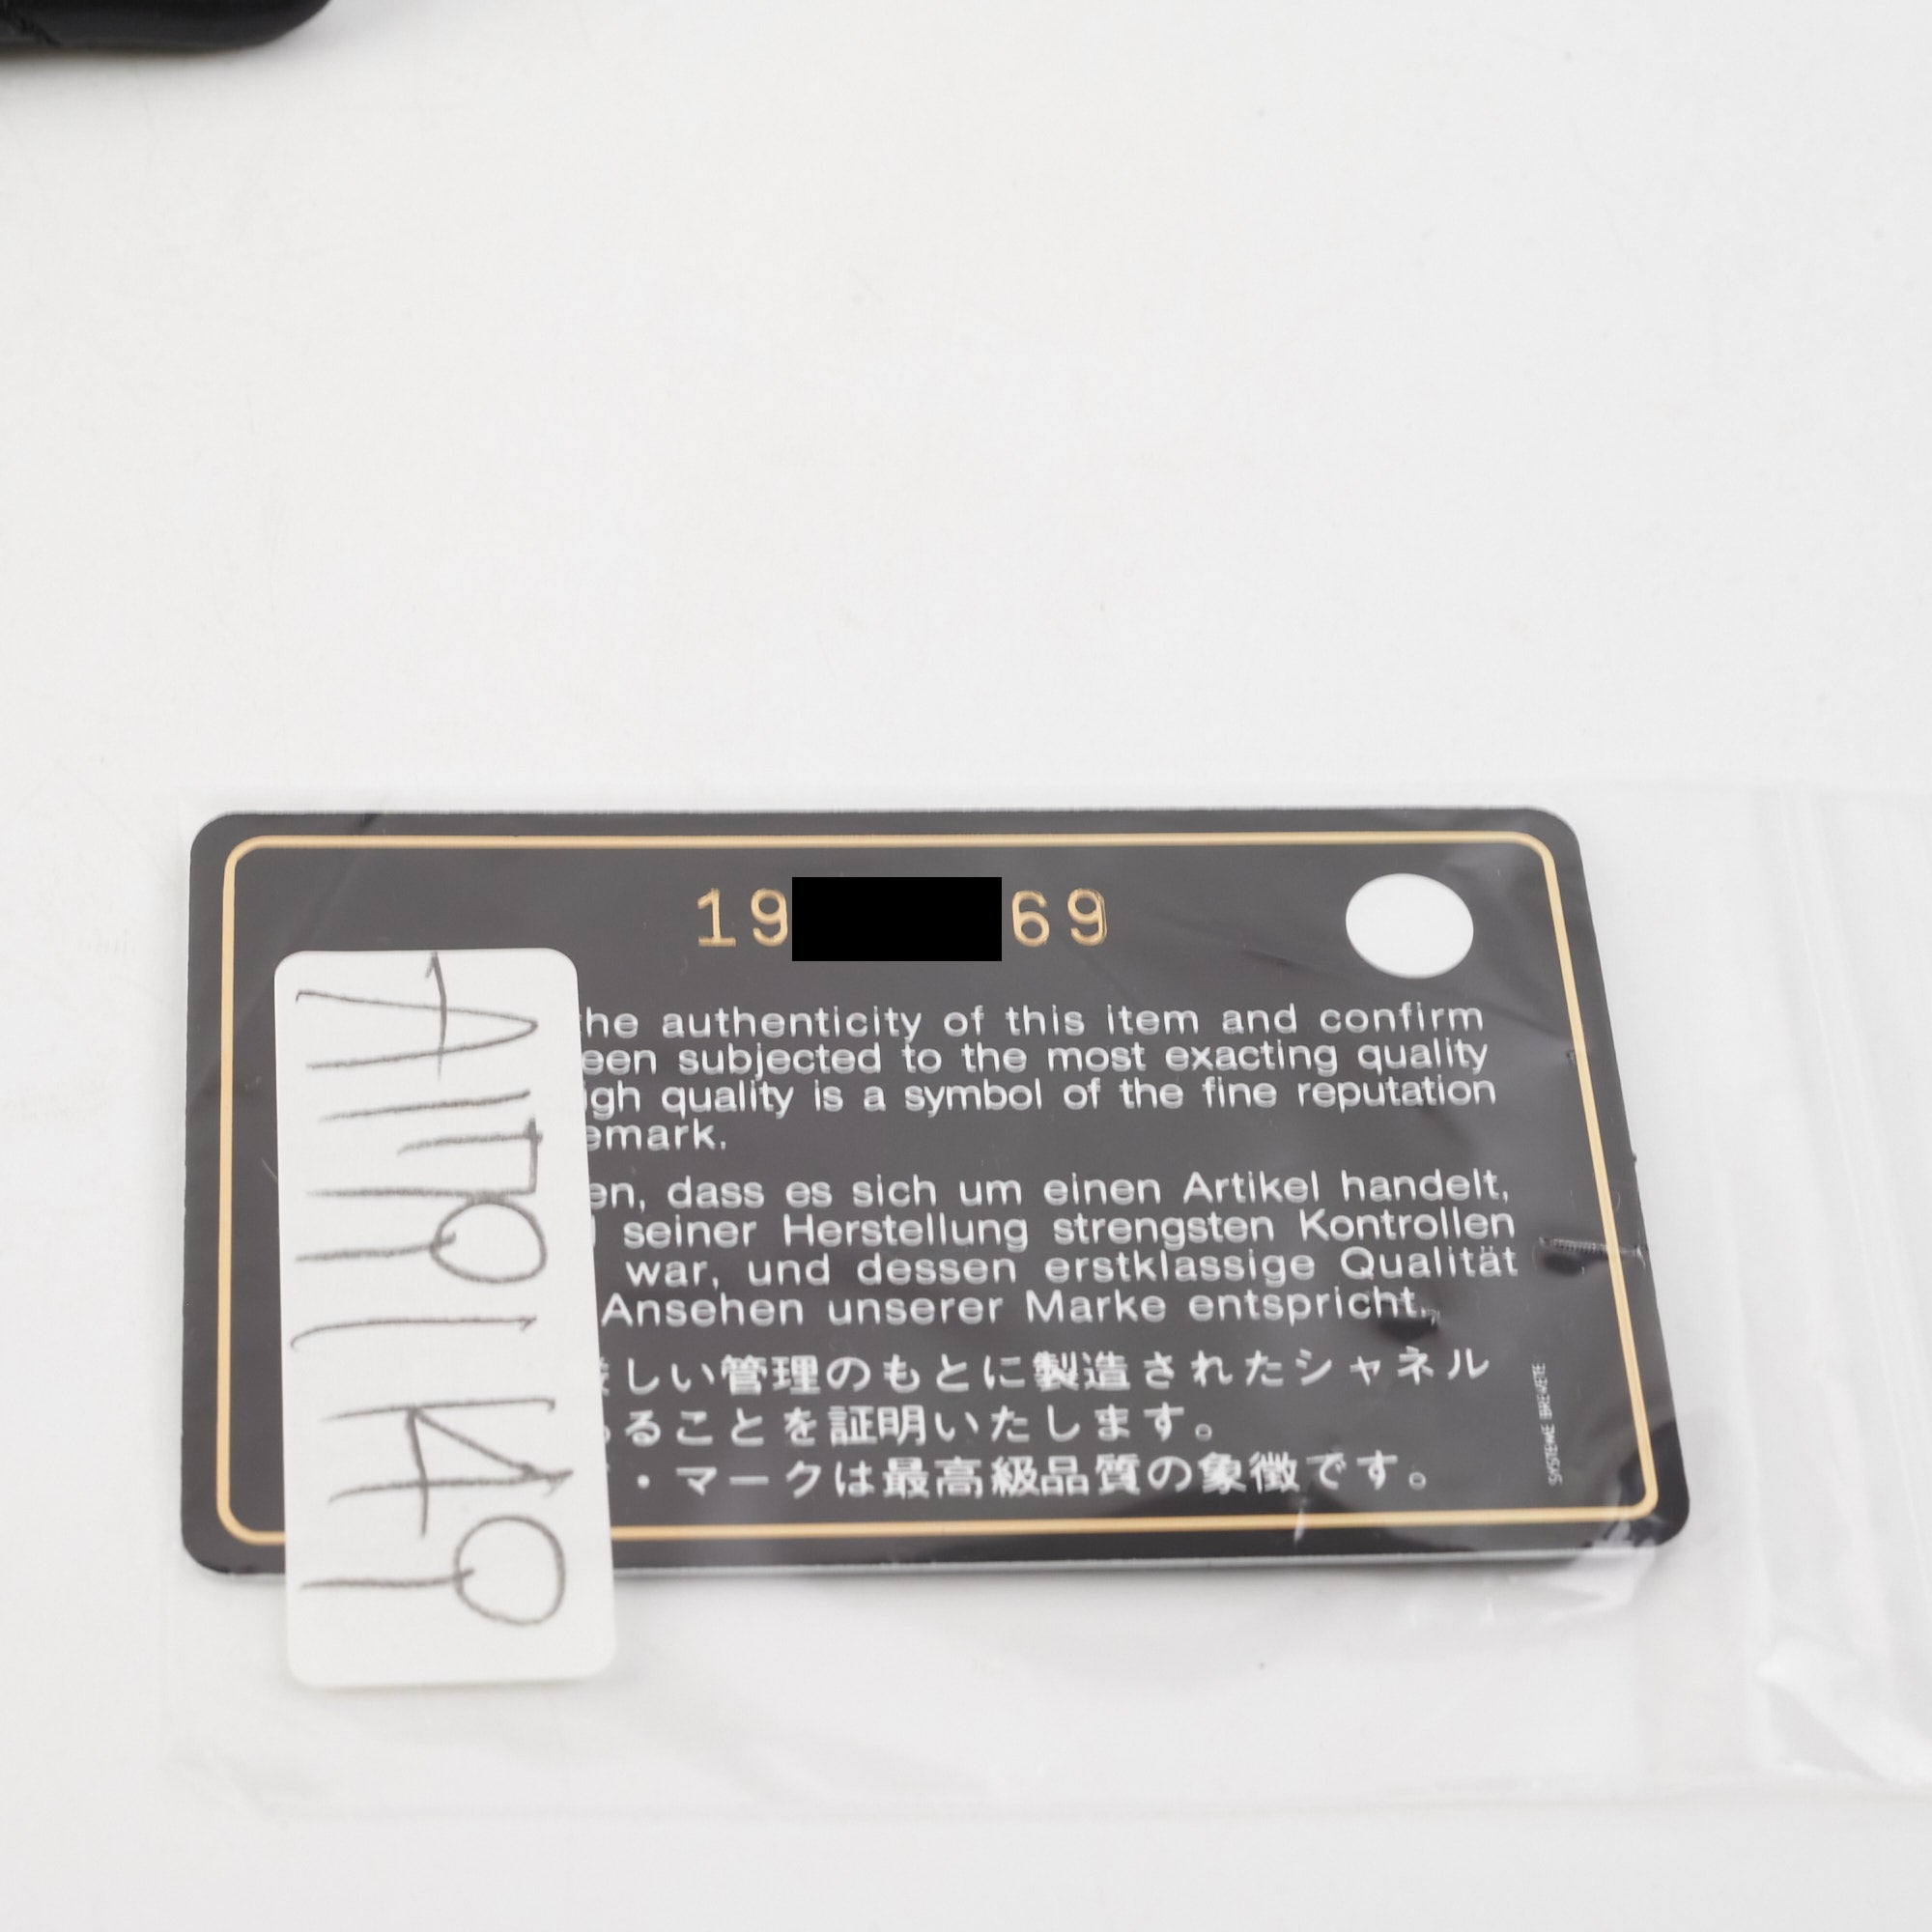 19 69
he authenticity of this item and confirm
een subjected to the most exacting quality
igh quality is a symbol of the fine reputation
emark.
en, dass es sich um einen Artikel handelt,
seiner Herstellung strengsten Kontrollen
war, und dessen erstklassige Qualität
Ansehen unserer Marke entspricht.
しい管理のもとに製造されたシャネル
ることを証明いたします。
・マークは最高級品質の象徴です。
SYSTEME BREVETE